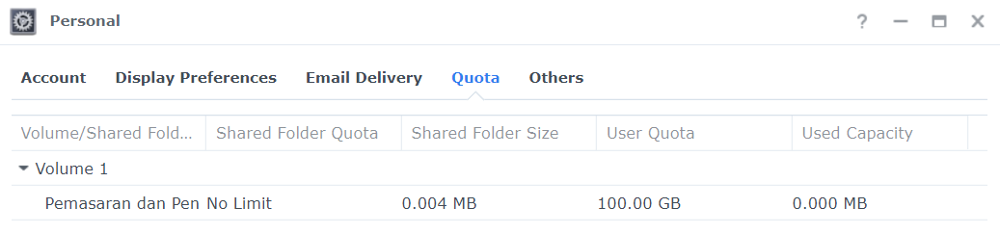 Personal
Account Display Preferences Email Delivery Quota Others
Volume/Shared Fold... Shared Folder Quota Shared Folder Size User Quota Used Capacity
Volume 1
Pemasaran dan Pen No Limit 0.004 MB 100.00 GB 0.000 MB